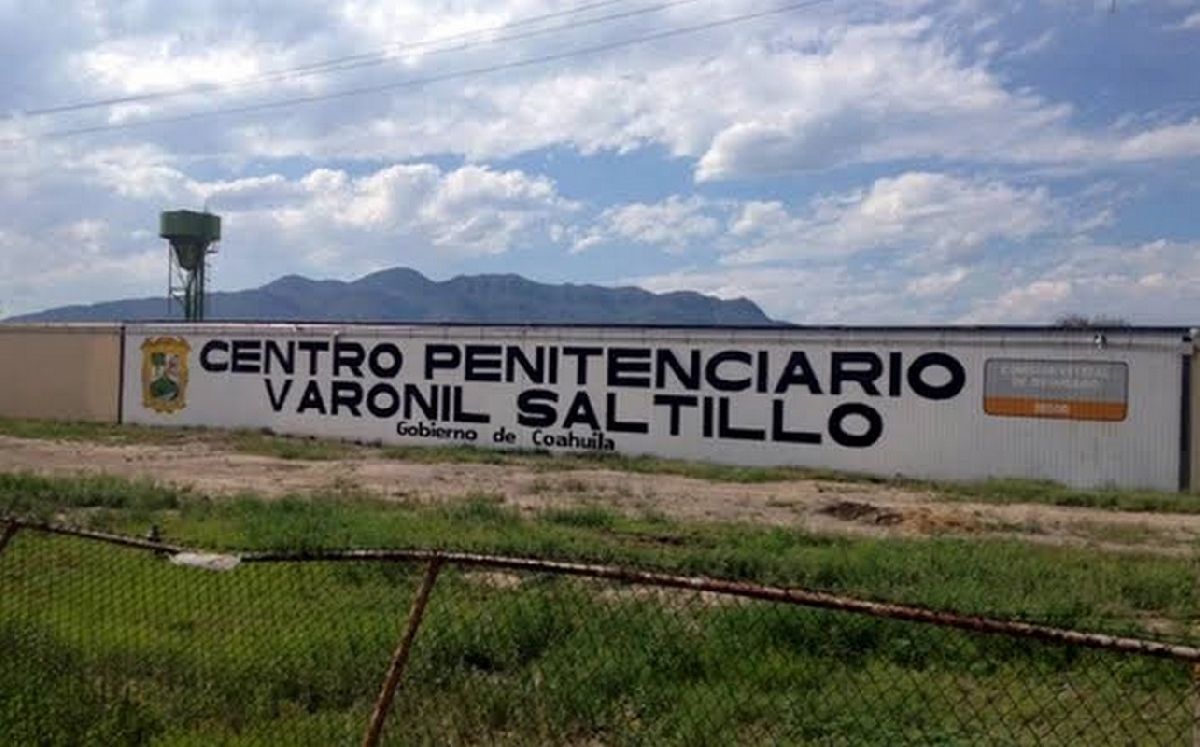 CENTRO PENITENCIARIO
VARONIL SALTILLO
Gobierno de Coahuila